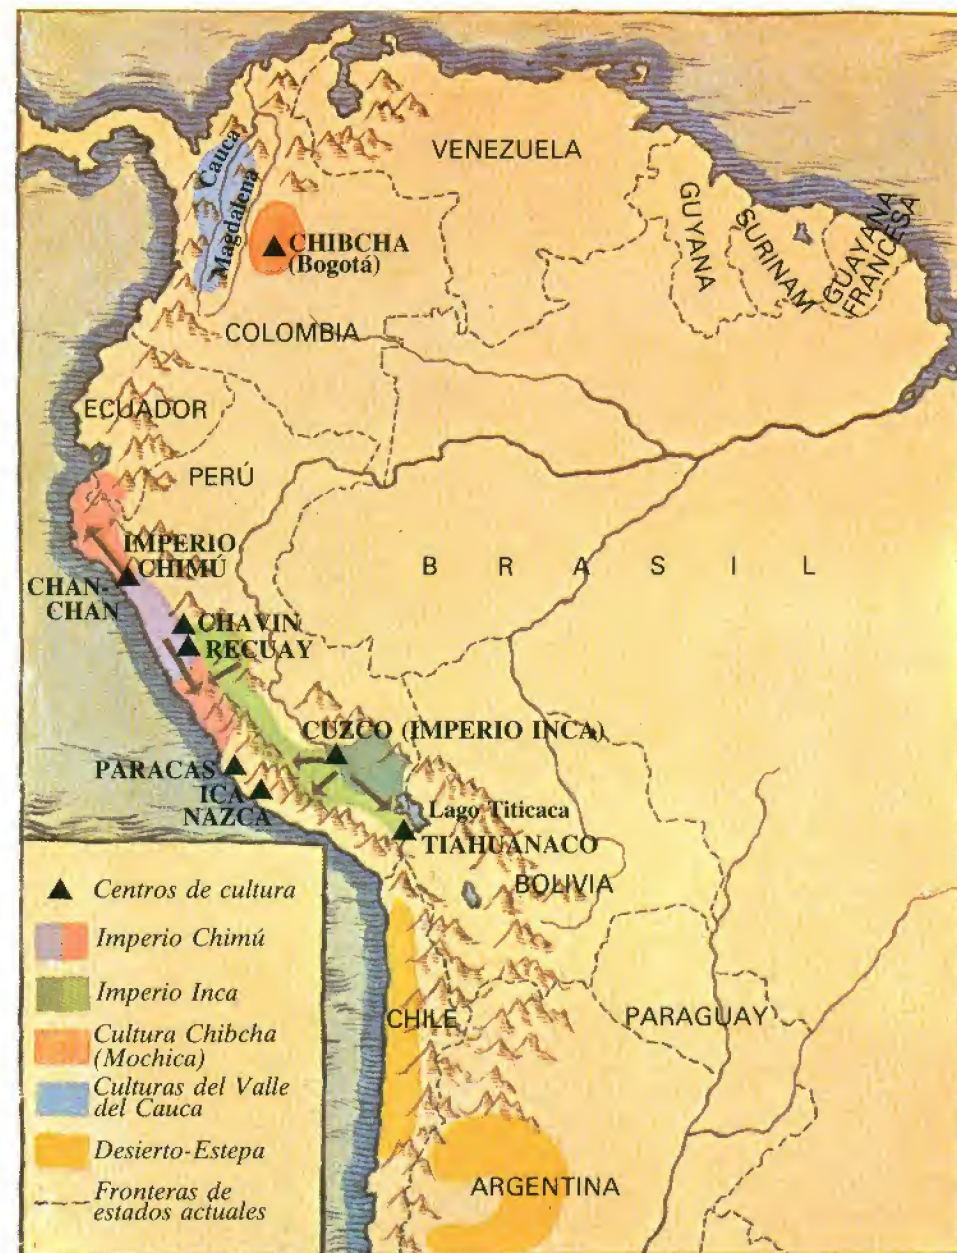 VENEZUELA
GUYANA
SURINAM
GUAYANA
FRANCESA
Cauca
Magdalena
CHIBCHA
(Bogotá)
COLOMBIA
ECUADOR
PERÚ
IMPERIO
CHIMÚ
CHAN-
CHAN
BRASIL
CHAVIN
RECUAY
CUZCO (IMPERIO INCA)
PARACAS
ICA
NAZCA
Lago Titicaca
TIAHUANACO
BOLIVIA
CHILE
PARAGUAY
ARGENTINA
Centros de cultura
Imperio Chimú
Imperio Inca
Cultura Chibcha
(Mochica)
Culturas del Valle
del Cauca
Desierto-Estepa
Fronteras de
estados actuales